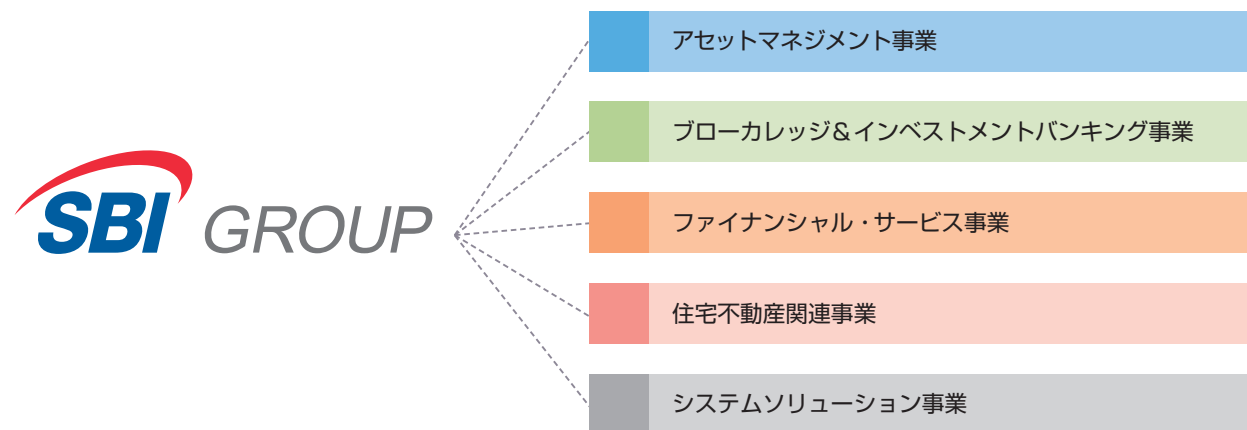 SBI GROUP
アセットマネジメント事業
ブローカレッジ&インベストメントバンキング事業
ファイナンシャル・サービス事業
住宅不動産関連事業
システムソリューション事業